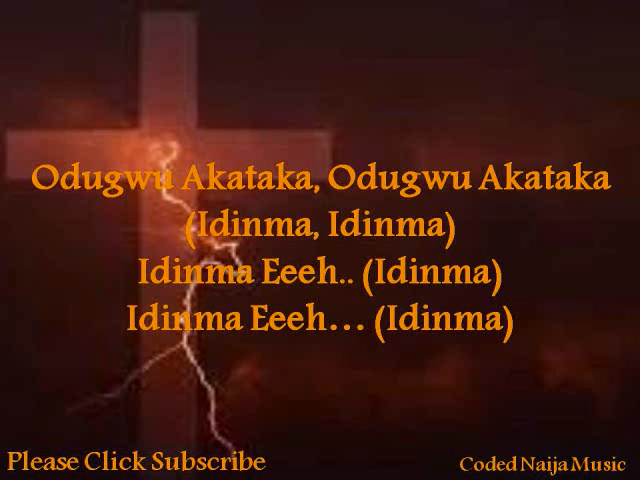 Odugwu Akataka, Odugwu Akataka
(Idinma, Idinma)
Idinma Eeeh.. (Idinma)
Idinma Eeeh... (Idinma)
Please Click Subscribe
Coded Naija Music